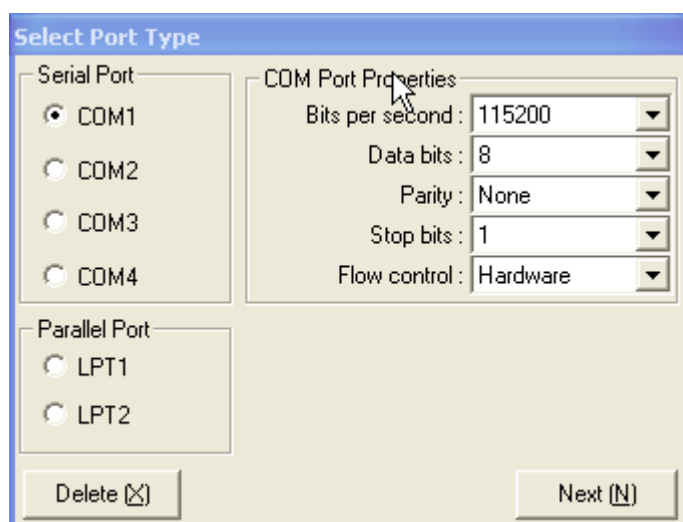 Select Port Type
Serial Port
COM1
COM2
COM3
COM4
COM Port Properties
Bits per second : 115200
Data bits : 8
Parity : None
Stop bits : 1
Flow control : Hardware
Parallel Port
LPT1
LPT2
Delete (X)
Next (N)